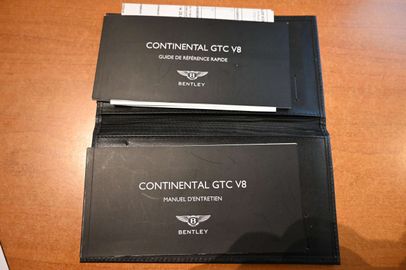 CONTINENTAL GTC V8
GUIDE DE RÉFÉRENCE RAPIDE
BENTLEY
CONTINENTAL GTC V8
MANUEL D'ENTRETIEN
BENTLEY